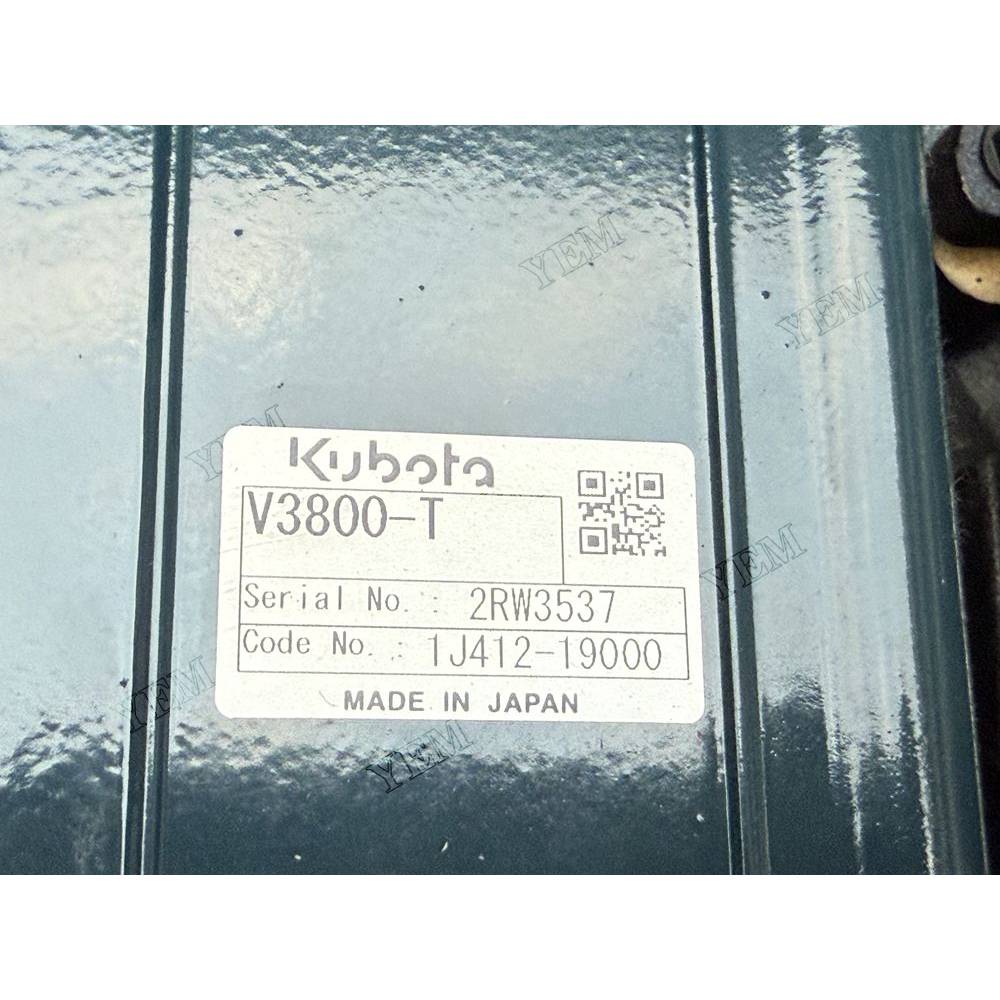 YEM
YEM
YEM
Kubota
V3800-T
Serial No. : 2RW3537
Code No. : 1J412-19000
MADE IN JAPAN
YEM
YEM
YEM